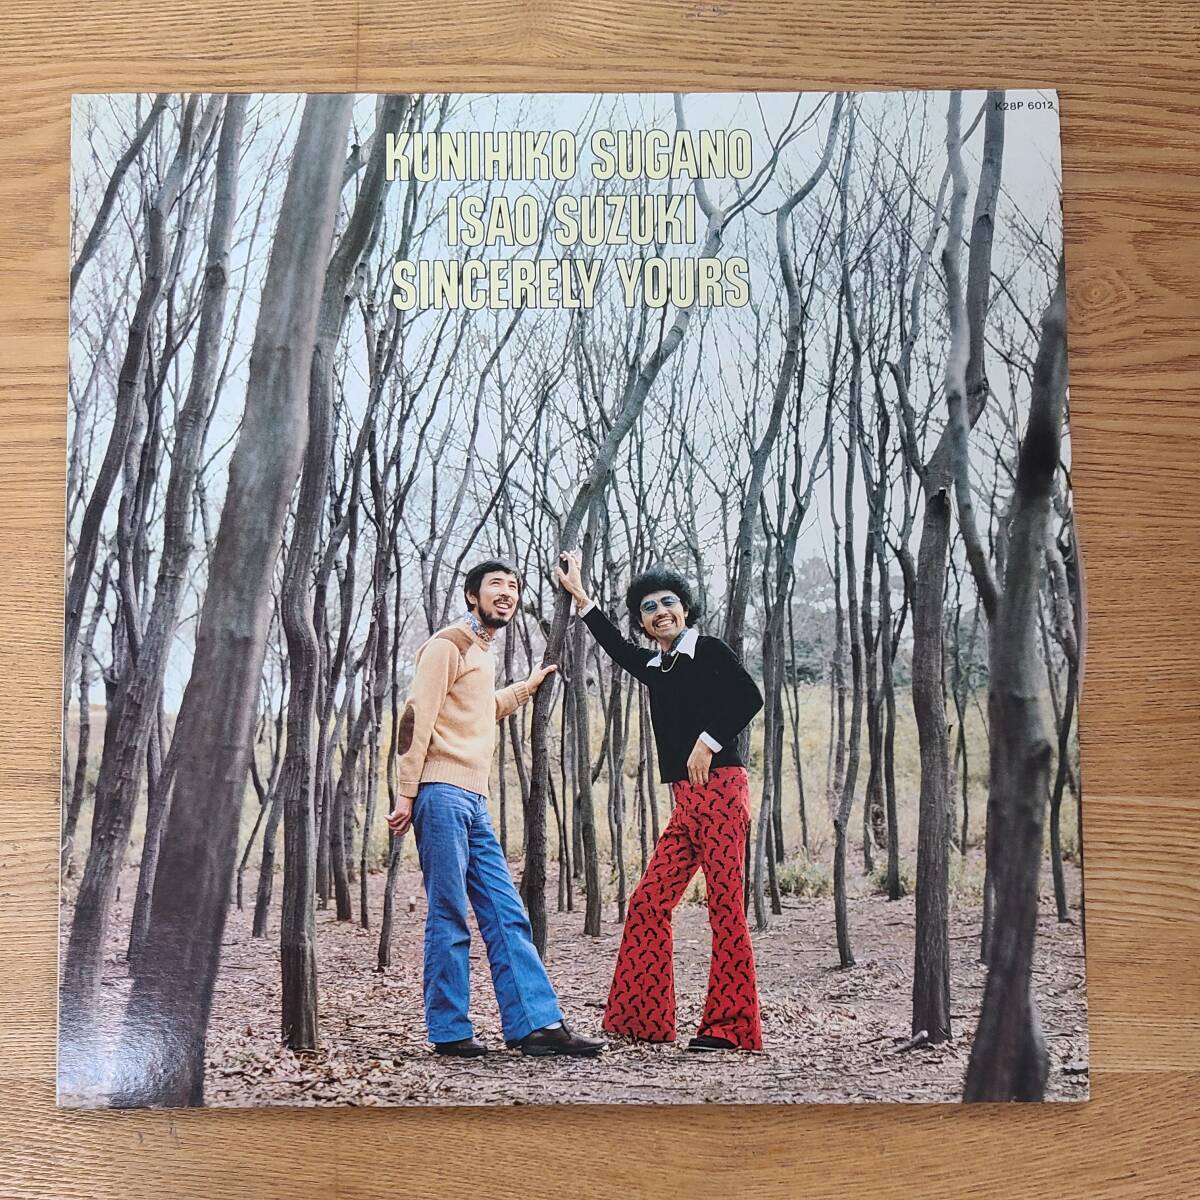 K28P 6012
KUNIHIKO SUGANO
ISAO SUZUKI
SINCERELY YOURS